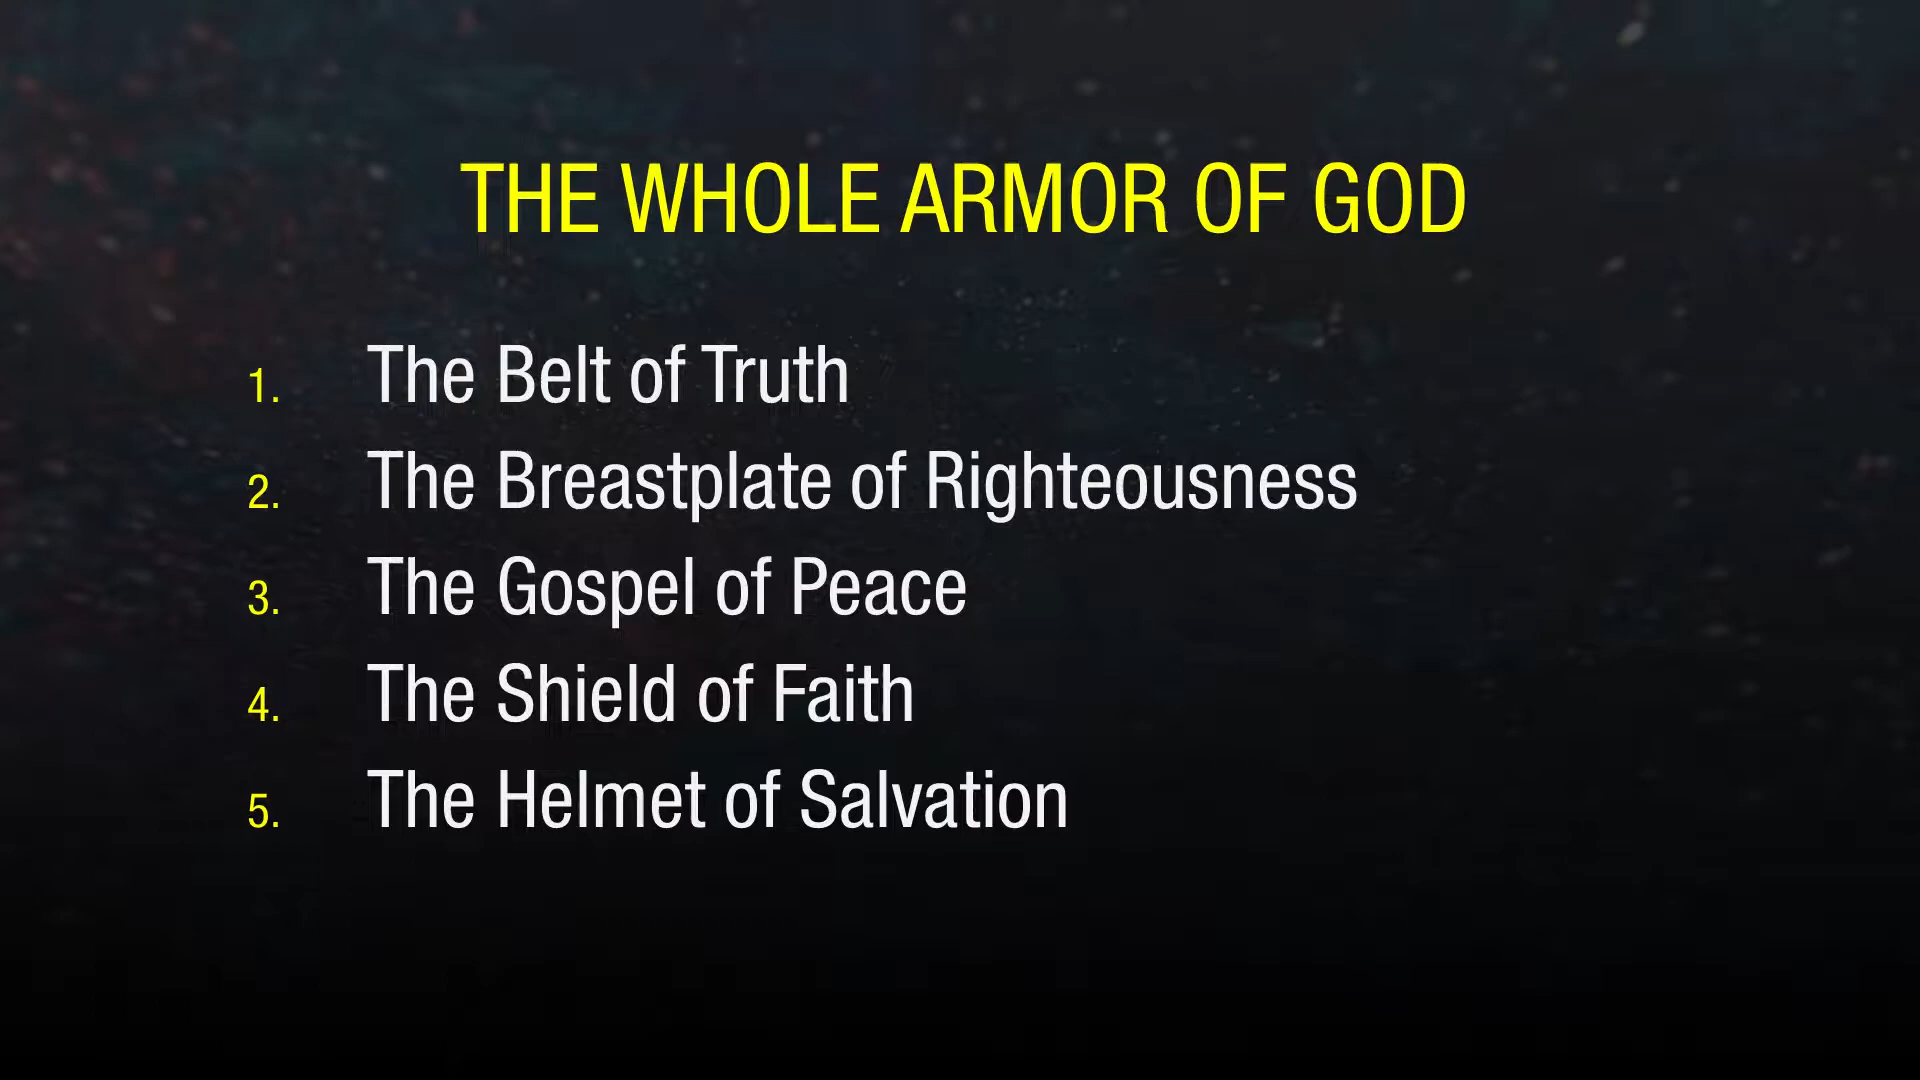 THE WHOLE ARMOR OF GOD
1. The Belt of Truth
2. The Breastplate of Righteousness
3. The Gospel of Peace
4. The Shield of Faith
5. The Helmet of Salvation